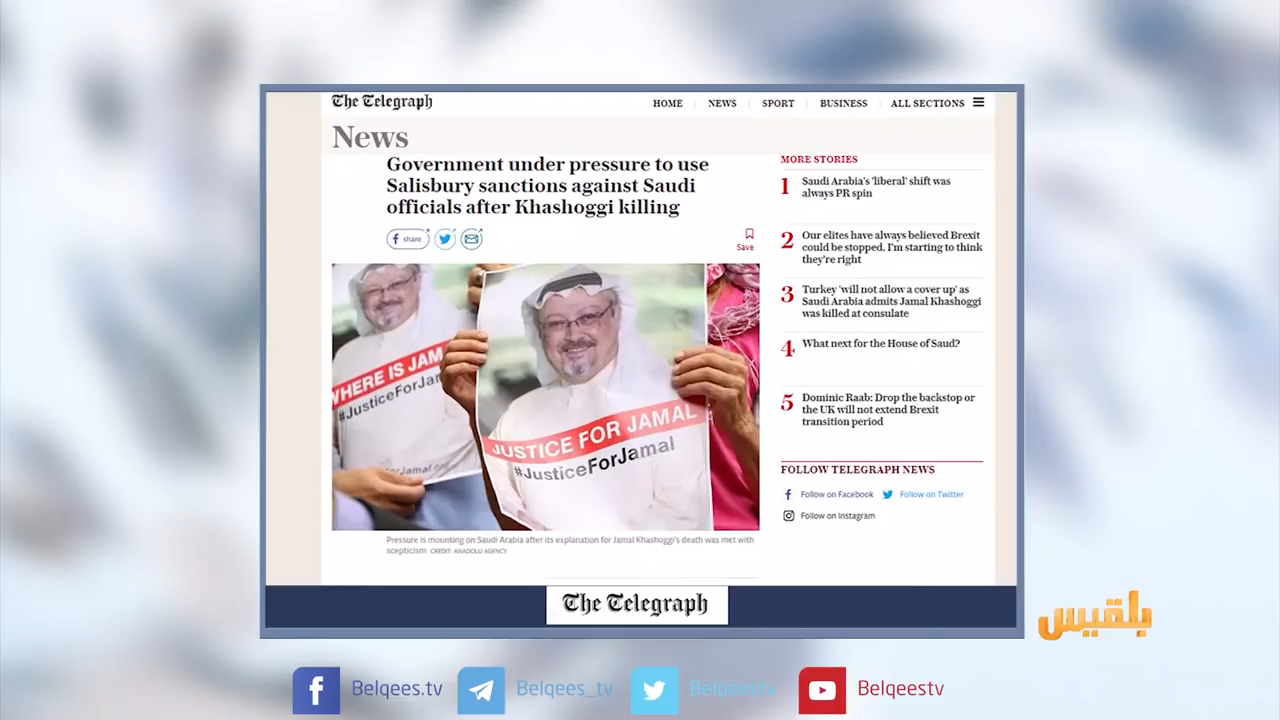 The Telegraph
HOME NEWS SPORT BUSINESS ALL SECTIONS
News
Government under pressure to use
Salisbury sanctions against Saudi
officials after Khashoggi killing
share
Save
WHERE IS JAM
#JusticeForJam
JUSTICE FOR JAMAL
#JusticeForJamal
Pressure is mounting on Saudi Arabia after its explanation for Jamal Khashoggi's death was met with
scepticism CREDIT: ANADOLU AGENCY
MORE STORIES
1 Saudi Arabia's 'liberal' shift was
always PR spin
2 Our elites have always believed Brexit
could be stopped. I'm starting to think
they're right
3 Turkey 'will not allow a cover up' as
Saudi Arabia admits Jamal Khashoggi
was killed at consulate
4 What next for the House of Saud?
5 Dominic Raab: Drop the backstop or
the UK will not extend Brexit
transition period
FOLLOW TELEGRAPH NEWS
Follow on Facebook Follow on Twitter
Follow on Instagram
The Telegraph
بلقيس
Belqees.tv Belqees_tv Belqeestv Belqeestv